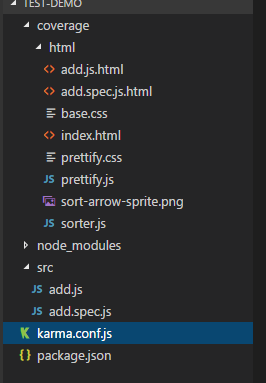 TEST-DEMO
coverage
html
add.js.html
add.spec.js.html
base.css
index.html
prettify.css
JS prettify.js
sort-arrow-sprite.png
JS sorter.js
node_modules
src
JS add.js
JS add.spec.js
karma.conf.js
package.json